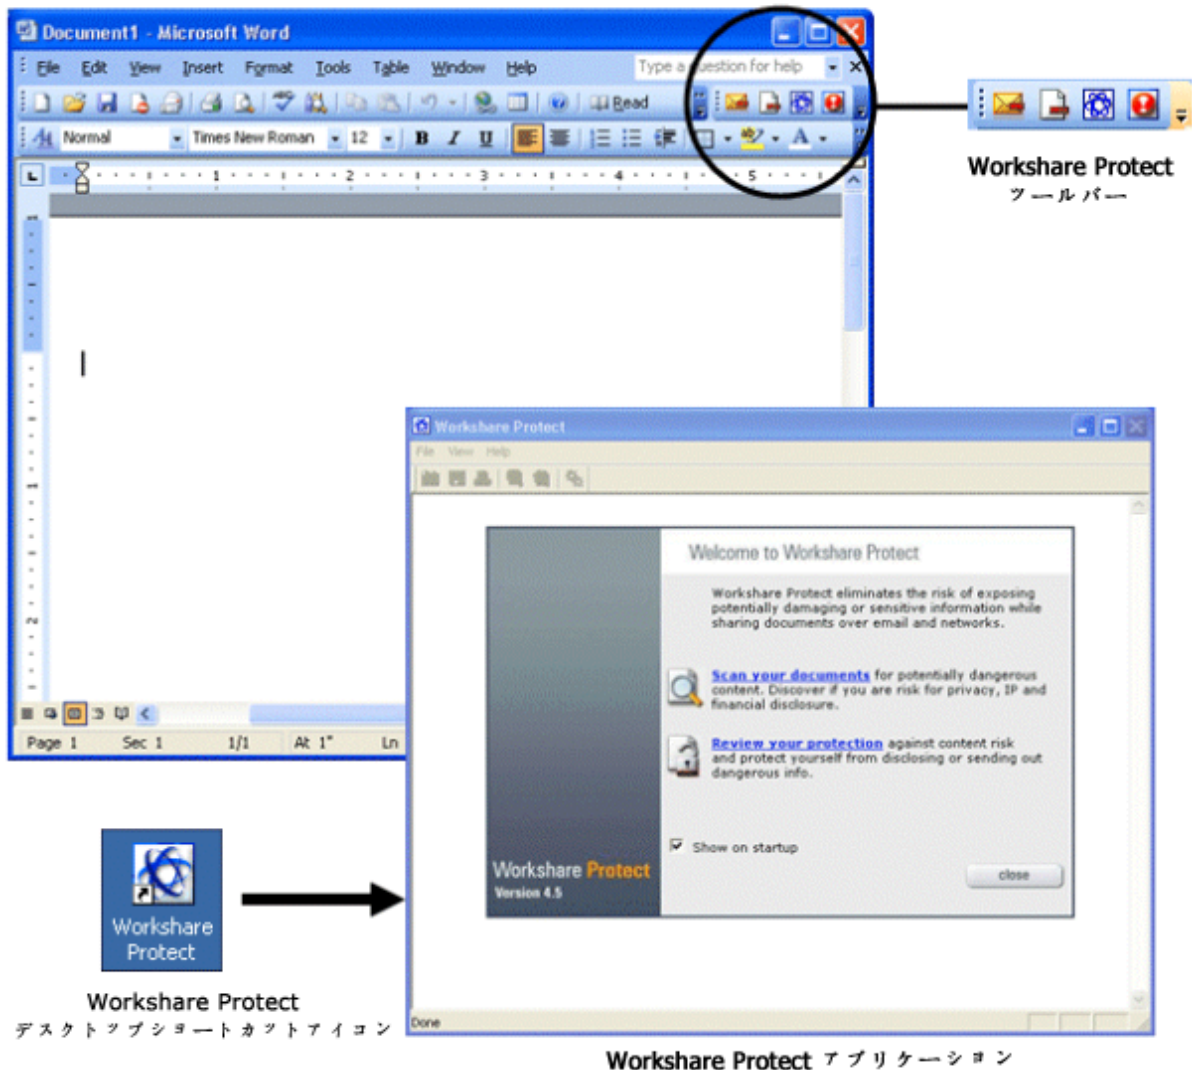 Document1 - Microsoft Word
File Edit View Insert Format Tools Table Window Help Type a question for help
Read
Normal Times New Roman 12 B I U A
1 2 3 4 5
Workshare Protect
ツールバー
Workshare Protect
File View Help
Welcome to Workshare Protect
Workshare Protect eliminates the risk of exposing
potentially damaging or sensitive information while
sharing documents over email and networks.
Scan your documents for potentially dangerous
content. Discover if you are risk for privacy, IP and
financial disclosure.
Review your protection against content risk
and protect yourself from disclosing or sending out
dangerous info.
Show on startup
close
Workshare Protect
Version 4.5
Done
Page 1 Sec 1 1/1 At 1" Ln
Workshare
Protect
Workshare Protect
デスクトップショートカットアイコン
Workshare Protect アプリケーション